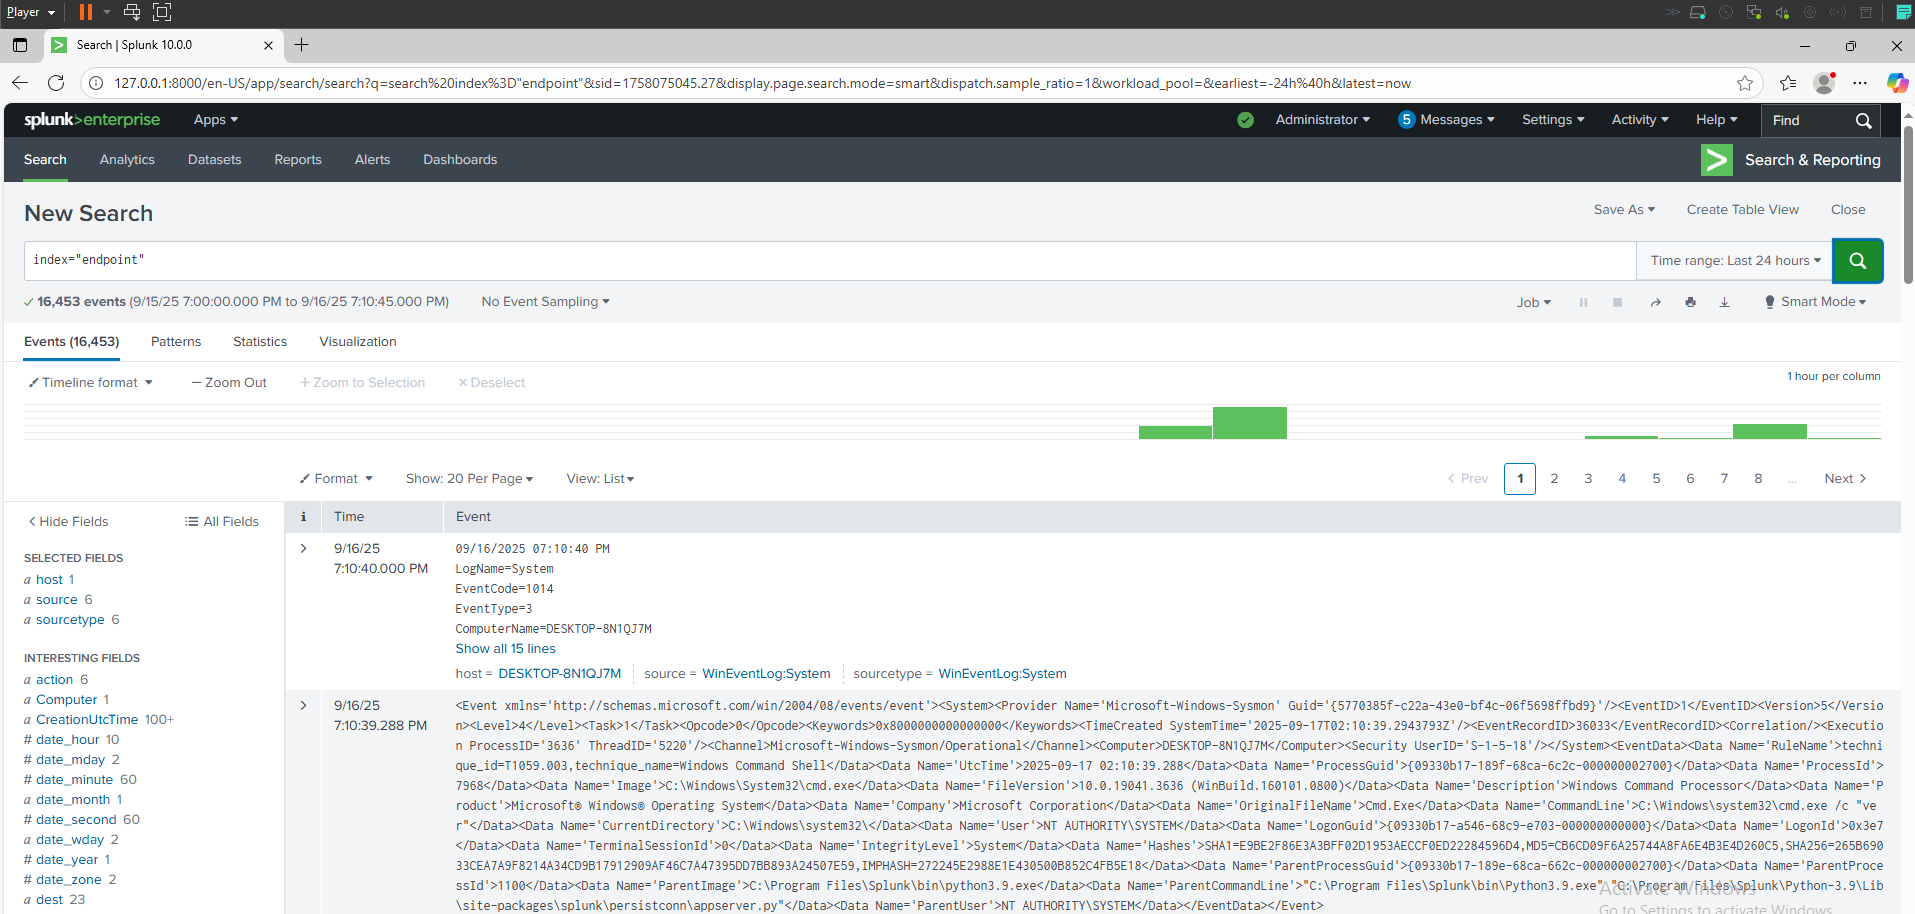 Player
Search | Splunk 10.0.0
127.0.0.1:8000/en-US/app/search/search?q=search%20index%3D"endpoint"&sid=1758075045.27&display.page.search.mode=smart&dispatch.sample_ratio=1&workload_pool=&earliest=-24h%40h&latest=now
splunk>enterprise Apps Administrator 5 Messages Settings Activity Help Find
Search Analytics Datasets Reports Alerts Dashboards Search & Reporting
New Search Save As Create Table View Close
index="endpoint" Time range: Last 24 hours
16,453 events (9/15/25 7:00:00.000 PM to 9/16/25 7:10:45.000 PM) No Event Sampling Job Smart Mode
Events (16,453) Patterns Statistics Visualization
Timeline format — Zoom Out + Zoom to Selection × Deselect 1 hour per column
Format Show: 20 Per Page View: List < Prev 1 2 3 4 5 6 7 8 ... Next >
< Hide Fields All Fields
SELECTED FIELDS
a host 1
a source 6
a sourcetype 6
INTERESTING FIELDS
a action 6
a Computer 1
a CreationUtcTime 100+
# date_hour 10
# date_mday 2
# date_minute 60
a date_month 1
# date_second 60
a date_wday 2
# date_year 1
# date_zone 2
a dest 23
i Time Event
> 9/16/25
7:10:40.000 PM
09/16/2025 07:10:40 PM
LogName=System
EventCode=1014
EventType=3
ComputerName=DESKTOP-8N1QJ7M
Show all 15 lines
host = DESKTOP-8N1QJ7M source = WinEventLog:System sourcetype = WinEventLog:System
> 9/16/25
7:10:39.288 PM
<Event xmlns='http://schemas.microsoft.com/win/2004/08/events/event'><System><Provider Name='Microsoft-Windows-Sysmon' Guid='{5770385f-c22a-43e0-bf4c-06f5698ffbd9}'/><EventID>1</EventID><Version>5</Versio
n><Level>4</Level><Task>1</Task><Opcode>0</Opcode><Keywords>0x8000000000000000</Keywords><TimeCreated SystemTime='2025-09-17T02:10:39.2943793Z'/><EventRecordID>36033</EventRecordID><Correlation/><Executio
n ProcessID='3636' ThreadID='5220'/><Channel>Microsoft-Windows-Sysmon/Operational</Channel><Computer>DESKTOP-8N1QJ7M</Computer><Security UserID='S-1-5-18'/></System><EventData><Data Name='RuleName'>techni
que_id=T1059.003,technique_name=Windows Command Shell</Data><Data Name='UtcTime'>2025-09-17 02:10:39.288</Data><Data Name='ProcessGuid'>{09330b17-189f-68ca-6c2c-000000002700}</Data><Data Name='ProcessId'>
7968</Data><Data Name='Image'>C:\Windows\System32\cmd.exe</Data><Data Name='FileVersion'>10.0.19041.3636 (WinBuild.160101.0800)</Data><Data Name='Description'>Windows Command Processor</Data><Data Name='P
roduct'>Microsoft® Windows® Operating System</Data><Data Name='Company'>Microsoft Corporation</Data><Data Name='OriginalFileName'>Cmd.Exe</Data><Data Name='CommandLine'>C:\Windows\system32\cmd.exe /c "ve
r"</Data><Data Name='CurrentDirectory'>C:\Windows\system32\</Data><Data Name='User'>NT AUTHORITY\SYSTEM</Data><Data Name='LogonGuid'>{09330b17-a546-68c9-e703-000000000000}</Data><Data Name='LogonId'>0x3e7
</Data><Data Name='TerminalSessionId'>0</Data><Data Name='IntegrityLevel'>System</Data><Data Name='Hashes'>SHA1=E9BE2F86E3A3BFF02D1953AECCF0ED22284596D4,MD5=CB6CD09F6A25744A8FA6E4B3E4D260C5,SHA256=265B690
33CEA7A9F8214A34CD9B17912909AF46C7A47395DD7BB893A24507E59,IMPHASH=272245E2988E1E430500B852C4FB5E18</Data><Data Name='ParentProcessGuid'>{09330b17-189e-68ca-662c-000000002700}</Data><Data Name='ParentProce
ssId'>1100</Data><Data Name='ParentImage'>C:\Program Files\Splunk\bin\python3.9.exe</Data><Data Name='ParentCommandLine'>"C:\Program Files\Splunk\bin\Python3.9.exe" "C:\Program Files\Splunk\Python-3.9\Lib
\site-packages\splunk\persistconn\appserver.py"</Data><Data Name='ParentUser'>NT AUTHORITY\SYSTEM</Data></EventData></Event>
Activate Windows
Go to Settings to activate Windows.